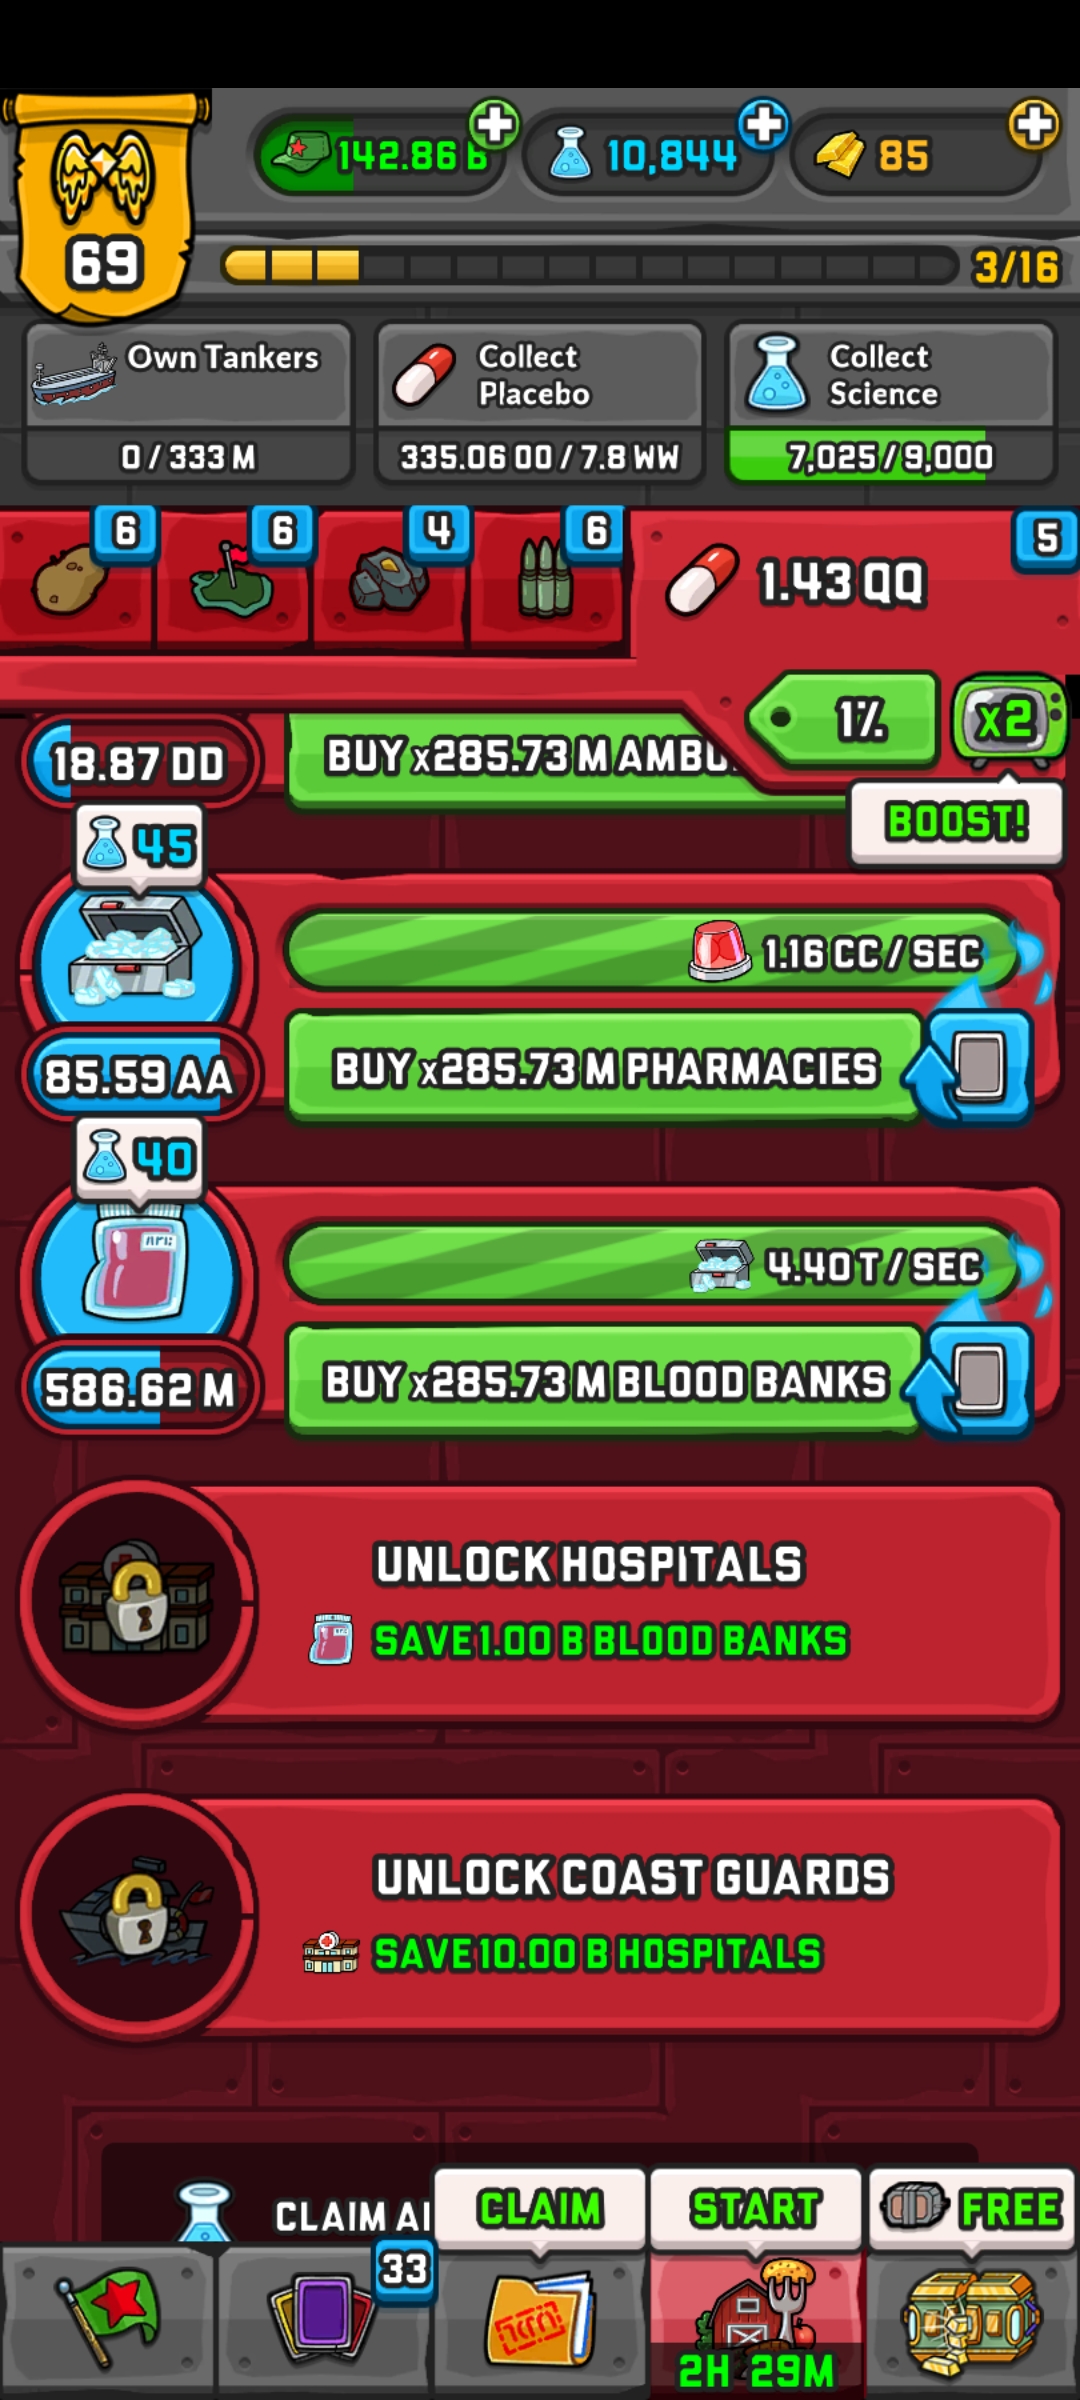 142.86 B
10,844
85
69
3/16
Own Tankers
0 / 333 M
Collect
Placebo
335.06 OO / 7.8 WW
Collect
Science
7,025 / 9,000
6
6
4
6
5
1.43 QQ
1%
x2
BOOST!
18.87 DD
BUY x285.73 M AMBU
45
1.16 CC / SEC
85.59 AA
BUY x285.73 M PHARMACIES
40
4.40 T / SEC
586.62 M
BUY x285.73 M BLOOD BANKS
UNLOCK HOSPITALS
SAVE 1.00 B BLOOD BANKS
UNLOCK COAST GUARDS
SAVE 10.00 B HOSPITALS
CLAIM
CLAIM
START
FREE
33
2H 29M